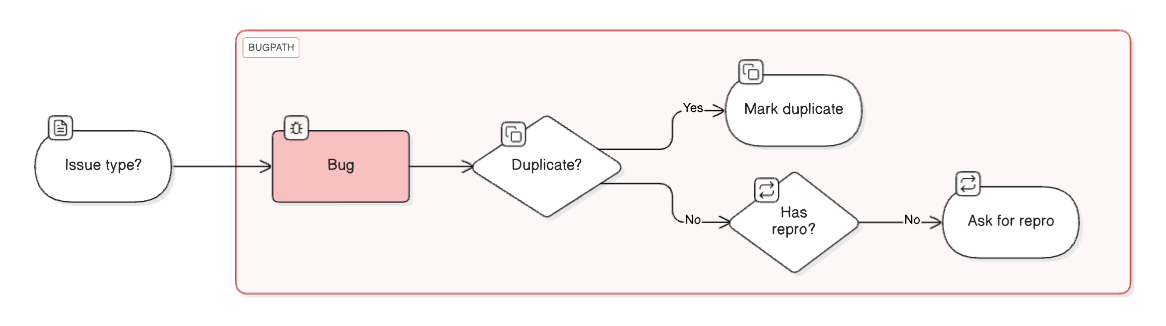 BUGPATH
Issue type?
Bug
Duplicate?
Yes
Mark duplicate
No
Has
repro?
No
Ask for repro